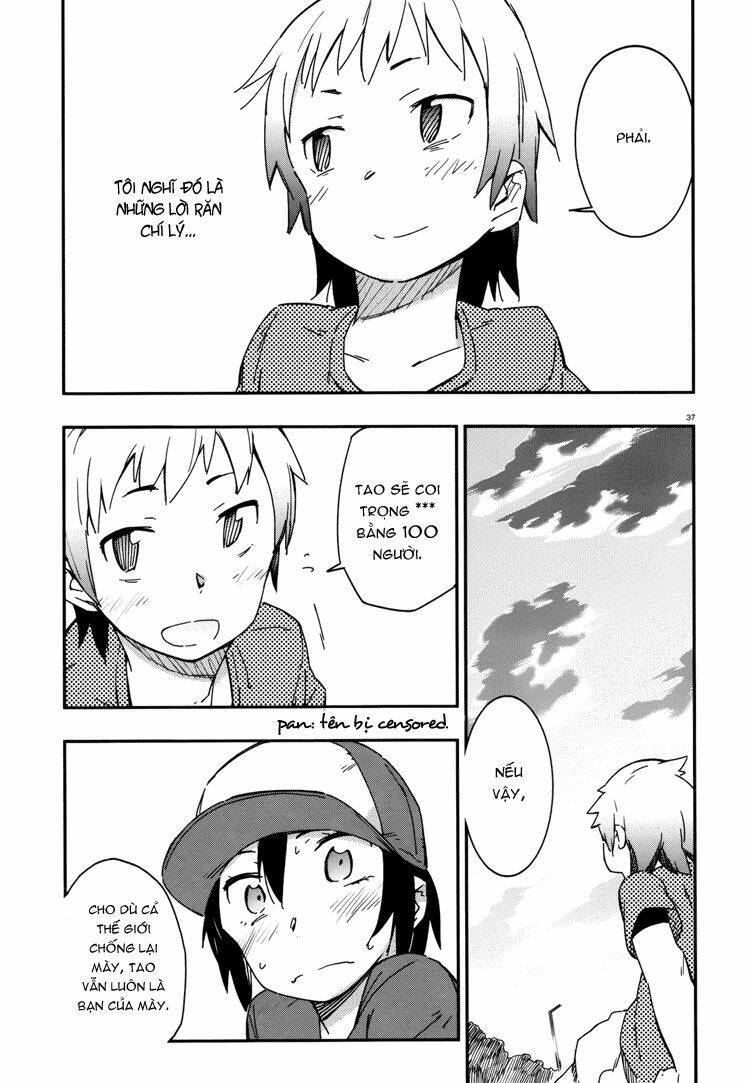 PHẢI.
TÔI NGHĨ ĐÓ LÀ
NHỮNG LỜI RĂN
CHÍ LÝ...
37
NẾU
VẬY,
TAO SẼ COI
TRỌNG ***
BẰNG 100
NGƯỜI.
pan: tên bị censored.
CHO DÙ CẢ
THẾ GIỚI
CHỐNG LẠI
MÀY, TAO
VẪN LUÔN LÀ
BẠN CỦA MÀY.